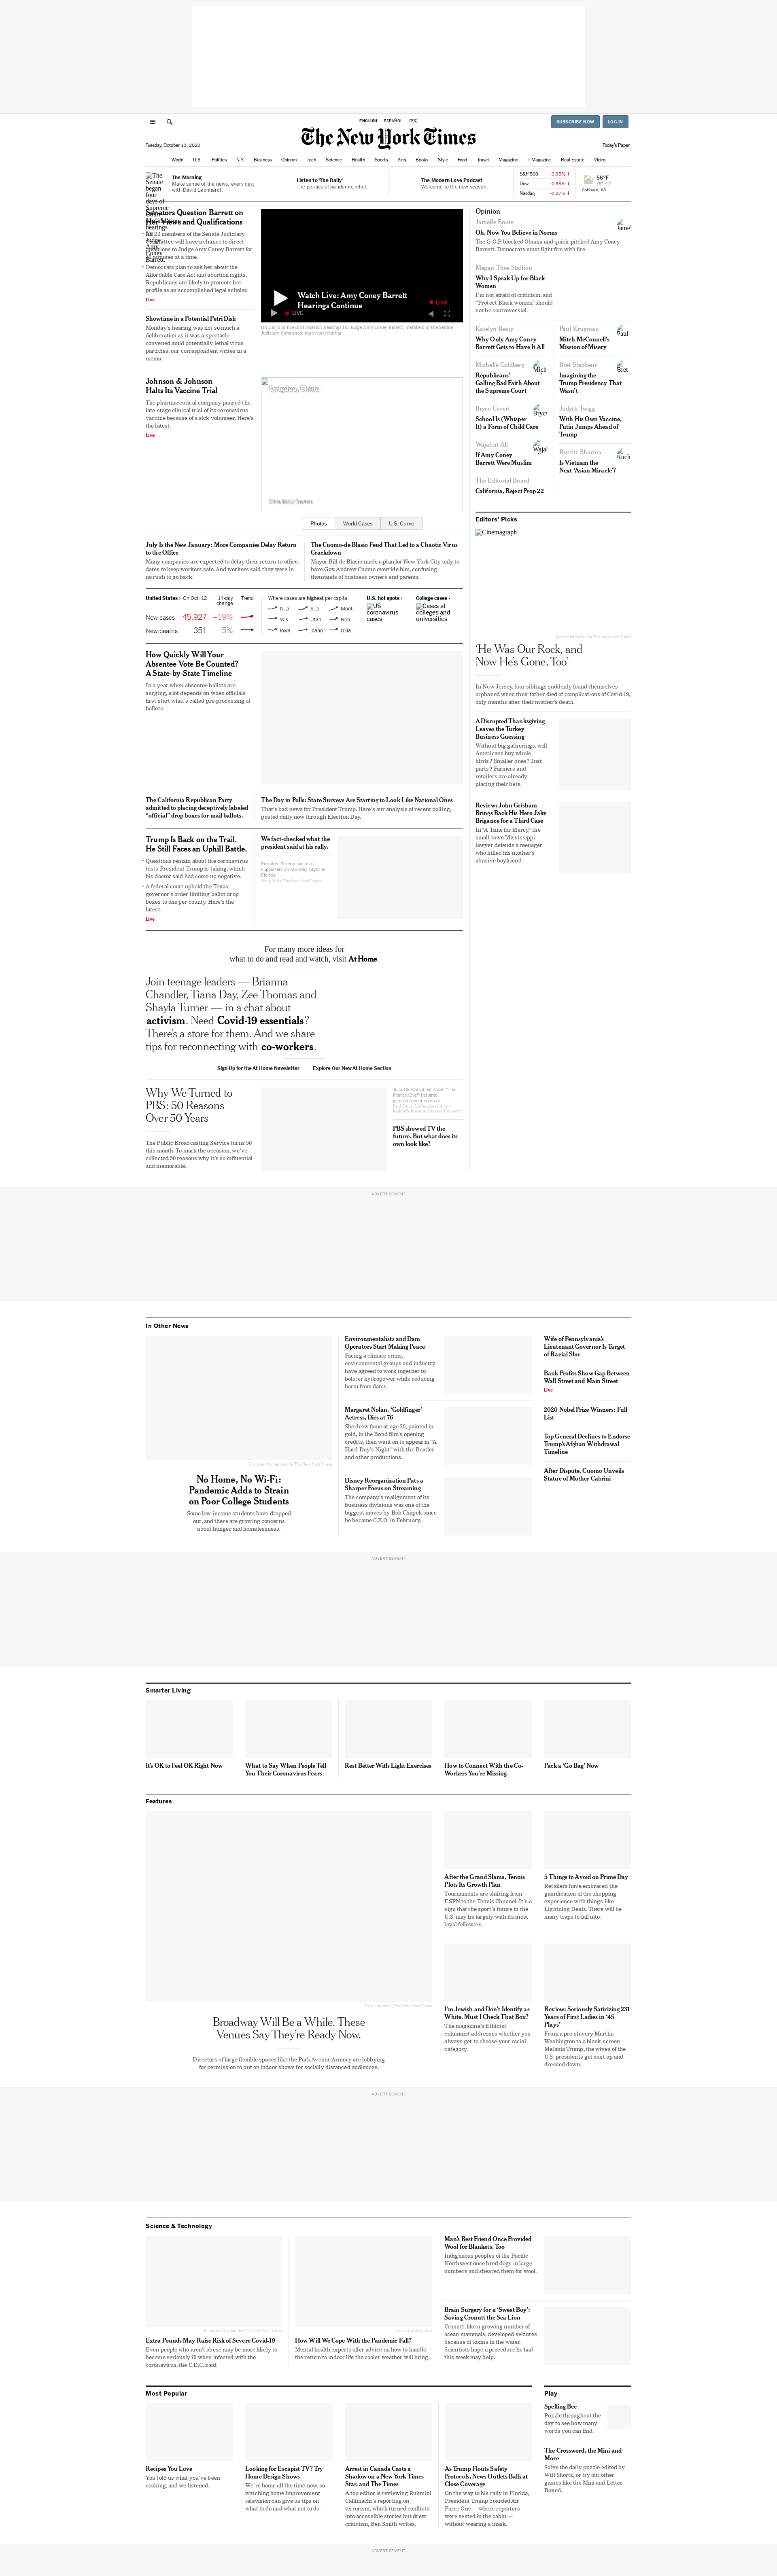 ENGLISH ESPAÑOL 中文
SUBSCRIBE NOW LOG IN
The New York Times
Tuesday, October 13, 2020
Today's Paper
World U.S. Politics N.Y. Business Opinion Tech Science Health Sports Arts Books Style Food Travel Magazine T Magazine Real Estate Video
The Morning
Make sense of the news, every day,
with David Leonhardt.
Listen to 'The Daily'
The politics of pandemic relief.
The Modern Love Podcast
Welcome to the new season.
S&P 500 -0.35% ↓
Dow -0.38% ↓
Nasdaq -0.27% ↓
56°F
Ashburn, VA
Senators Question Barrett on
Her Views and Qualifications
All 22 members of the Senate Judiciary
Committee will have a chance to direct
questions to Judge Amy Coney Barrett for
30 minutes at a time.
Democrats plan to ask her about the
Affordable Care Act and abortion rights.
Republicans are likely to promote her
profile as an accomplished legal scholar.
Live
Showtime in a Potential Petri Dish
Monday's hearing was not so much a
deliberation as it was a spectacle
convened amid potentially lethal virus
particles, our correspondent writes in a
memo.
Watch Live: Amy Coney Barrett
Hearings Continue
Live
LIVE
On Day 2 of the confirmation hearings for Judge Amy Coney Barrett, members of the Senate
Judiciary Committee begin questioning.
Johnson & Johnson
Halts Its Vaccine Trial
The pharmaceutical company paused the
late-stage clinical trial of its coronavirus
vaccine because of a sick volunteer. Here's
the latest.
Live
Qingdao, China
China Daily/Reuters
Photos World Cases U.S. Curve
July Is the New January: More Companies Delay Return
to the Office
Many companies are expected to delay their return-to-office
dates to keep workers safe. And workers said they were in
no rush to go back.
The Cuomo-de Blasio Feud That Led to a Chaotic Virus
Crackdown
Mayor Bill de Blasio made a plan for New York City only to
have Gov. Andrew Cuomo override him, confusing
thousands of business owners and parents.
United States › On Oct. 12 14-day
change Trend
New cases 45,927 +19%
New deaths 351 –5%
Where cases are highest per capita
N.D. S.D. Mont.
Wis. Utah Neb.
Iowa Idaho Okla.
U.S. hot spots ›
US
coronavirus
cases
College cases ›
Cases at
colleges and
universities
How Quickly Will Your
Absentee Vote Be Counted?
A State-by-State Timeline
In a year when absentee ballots are
surging, a lot depends on when officials
first start what's called pre-processing of
ballots.
The California Republican Party
admitted to placing deceptively labeled
"official" drop boxes for mail ballots.
The Day in Polls: State Surveys Are Starting to Look Like National Ones
That's bad news for President Trump. Here's our analysis of recent polling,
posted daily now through Election Day.
Trump Is Back on the Trail.
He Still Faces an Uphill Battle.
Questions remain about the coronavirus
tests President Trump is taking, which
his doctor said had come up negative.
A federal court upheld the Texas
governor's order limiting ballot drop
boxes to one per county. Here's the
latest.
Live
We fact-checked what the
president said at his rally.
President Trump spoke to
supporters on Monday night in
Florida.
Doug Mills/The New York Times
For many more ideas for
what to do and read and watch, visit At Home.
Join teenage leaders — Brianna
Chandler, Tiana Day, Zee Thomas and
Shayla Turner — in a chat about
activism. Need Covid-19 essentials?
There's a store for them. And we share
tips for reconnecting with co-workers.
Sign Up for the At Home Newsletter Explore Our New At Home Section
Why We Turned to
PBS: 50 Reasons
Over 50 Years
The Public Broadcasting Service turns 50
this month. To mark the occasion, we've
collected 50 reasons why it's so influential
and memorable.
Julia Child and her show "The
French Chef" inspired
generations of epicures.
PBS showed TV the
future. But what does its
own look like?
Opinion
Jamelle Bouie
Oh, Now You Believe in Norms
The G.O.P. blocked Obama and quick-pitched Amy Coney
Barrett. Democrats must fight fire with fire.
Megan Thee Stallion
Why I Speak Up for Black
Women
I'm not afraid of criticism, and
"Protect Black women" should
not be controversial.
Katelyn Beaty
Why Only Amy Coney
Barrett Gets to Have It All
Paul Krugman
Mitch McConnell's
Mission of Misery
Michelle Goldberg
Republicans'
Galling Bad Faith About
the Supreme Court
Bret Stephens
Imagining the
Trump Presidency That
Wasn't
Bryce Covert
School Is (Whisper
It) a Form of Child Care
Judyth Twigg
With His Own Vaccine,
Putin Jumps Ahead of
Trump
Wajahat Ali
If Amy Coney
Barrett Were Muslim
Ruchir Sharma
Is Vietnam the
Next 'Asian Miracle'?
The Editorial Board
California, Reject Prop 22
Editors' Picks
Cinemagraph
'He Was Our Rock, and
Now He's Gone, Too'
In New Jersey, four siblings suddenly found themselves
orphaned when their father died of complications of Covid-19,
only months after their mother's death.
A Disrupted Thanksgiving
Leaves the Turkey
Business Guessing
Without big gatherings, will
Americans buy whole
birds? Smaller ones? Just
parts? Farmers and
retailers are already
placing their bets.
Review: John Grisham
Brings Back His Hero Jake
Brigance for a Third Case
In "A Time for Mercy," the
small-town Mississippi
lawyer defends a teenager
who killed his mother's
abusive boyfriend.
ADVERTISEMENT
In Other News
No Home, No Wi-Fi:
Pandemic Adds to Strain
on Poor College Students
Some low-income students have dropped
out, and there are growing concerns
about hunger and homelessness.
Environmentalists and Dam
Operators Start Making Peace
Facing a climate crisis,
environmental groups and industry
have agreed to work together to
bolster hydropower while reducing
harm from dams.
Margaret Nolan, 'Goldfinger'
Actress, Dies at 76
She drew fame at age 20, painted in
gold, in the Bond film's opening
credits, then went on to appear in "A
Hard Day's Night" with the Beatles
and other productions.
Disney Reorganization Puts a
Sharper Focus on Streaming
The company's realignment of its
business divisions was one of the
biggest moves by Bob Chapek since
he became C.E.O. in February.
Wife of Pennsylvania's
Lieutenant Governor Is Target
of Racial Slur
Bank Profits Show Gap Between
Wall Street and Main Street
Live
2020 Nobel Prize Winners: Full
List
Top General Declines to Endorse
Trump's Afghan Withdrawal
Timeline
After Dispute, Cuomo Unveils
Statue of Mother Cabrini
ADVERTISEMENT
Smarter Living
It's OK to Feel OK Right Now
What to Say When People Tell
You Their Coronavirus Fears
Rest Better With Light Exercises
How to Connect With the Co-
Workers You're Missing
Pack a 'Go Bag' Now
Features
Broadway Will Be a While. These
Venues Say They're Ready Now.
Directors of large flexible spaces like the Park Avenue Armory are lobbying
for permission to put on indoor shows for socially distanced audiences.
After the Grand Slams, Tennis
Plots Its Growth Plan
Tournaments are shifting from
ESPN to the Tennis Channel. It's a
sign that the sport's future in the
U.S. may lie largely with its most
loyal followers.
5 Things to Avoid on Prime Day
Retailers have embraced the
gamification of the shopping
experience with things like
Lightning Deals. There will be
many traps to fall into.
I'm Jewish and Don't Identify as
White. Must I Check That Box?
The magazine's Ethicist
columnist addresses whether you
always get to choose your racial
category.
Review: Seriously Satirizing 231
Years of First Ladies in '45
Plays'
From a pro-slavery Martha
Washington to a blank screen
Melania Trump, the wives of the
U.S. presidents get sent up and
dressed down.
ADVERTISEMENT
Science & Technology
Extra Pounds May Raise Risk of Severe Covid-19
Even people who aren't obese may be more likely to
become seriously ill when infected with the
coronavirus, the C.D.C. said.
How Will We Cope With the Pandemic Fall?
Mental health experts offer advice on how to handle
the return to indoor life the cooler weather will bring.
Man's Best Friend Once Provided
Wool for Blankets, Too
Indigenous peoples of the Pacific
Northwest once bred dogs in large
numbers and sheared them for wool.
Brain Surgery for a 'Sweet Boy':
Saving Cronutt the Sea Lion
Cronutt, like a growing number of
ocean mammals, developed seizures
because of toxins in the water.
Scientists hope a procedure he had
this week may help.
Most Popular
Recipes You Love
You told us what you've been
cooking, and we listened.
Looking for Escapist TV? Try
Home Design Shows
We're home all the time now, so
watching home improvement
television can give us tips on
what to do and what not to do.
Arrest in Canada Casts a
Shadow on a New York Times
Star, and The Times
A top editor is reviewing Rukmini
Callimachi's reporting on
terrorism, which turned conflicts
into accessible stories but drew
criticism, Ben Smith writes.
As Trump Flouts Safety
Protocols, News Outlets Balk at
Close Coverage
On the way to his rally in Florida,
President Trump boarded Air
Force One — where reporters
were seated in the cabin —
without wearing a mask.
Play
Spelling Bee
Puzzle throughout the
day to see how many
words you can find.
The Crossword, the Mini and
More
Solve the daily puzzle edited by
Will Shortz, or try out other
games like the Mini and Letter
Boxed.
ADVERTISEMENT